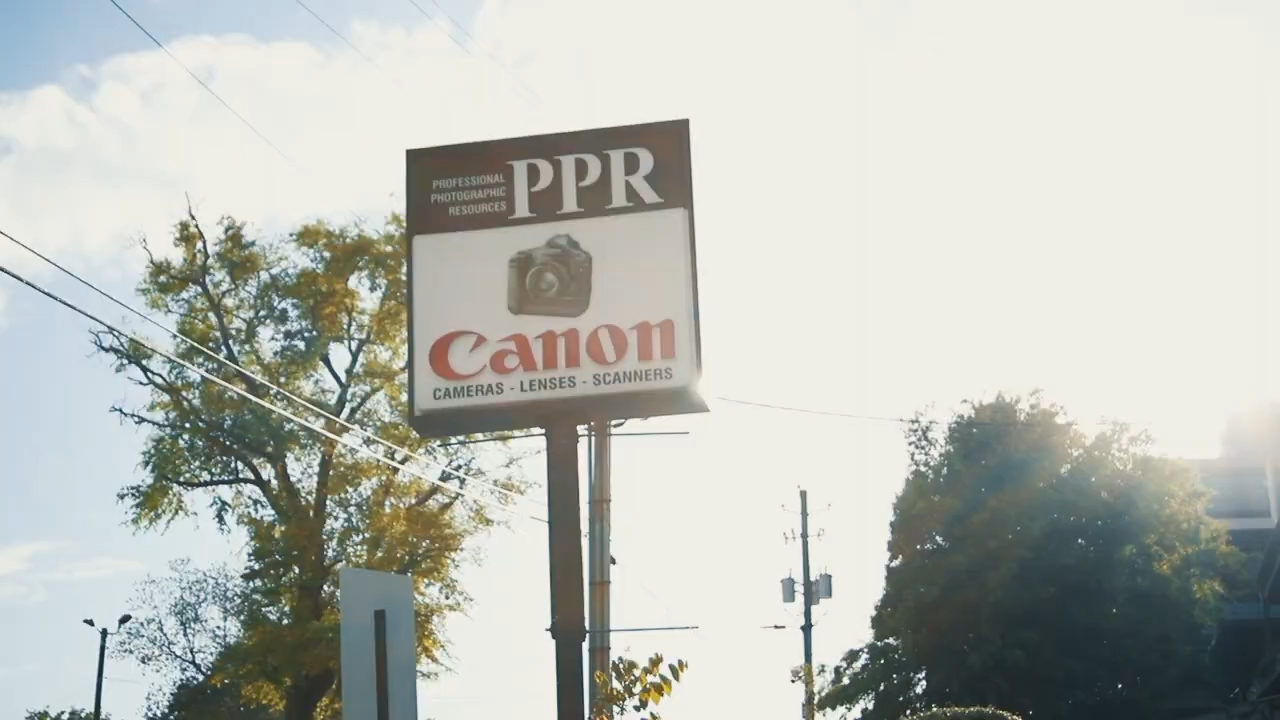 PROFESSIONAL
PHOTOGRAPHIC
RESOURCES
PPR
Canon
CAMERAS - LENSES - SCANNERS